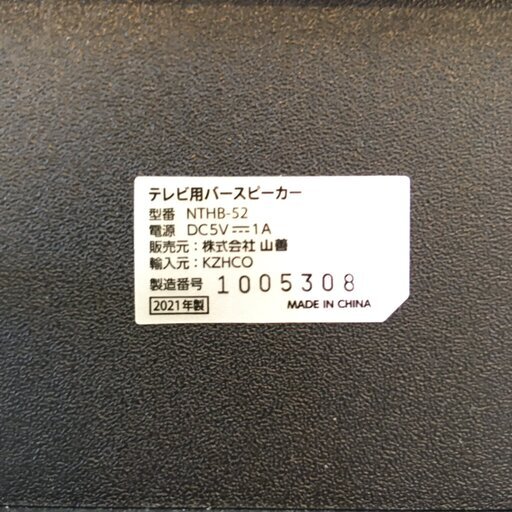 テレビ用バースピーカー
型番 NTHB-52
電源 DC5V⎓1A
販売元：株式会社 山善
輸入元：KZHCO
製造番号 1005308
2021年製 MADE IN CHINA